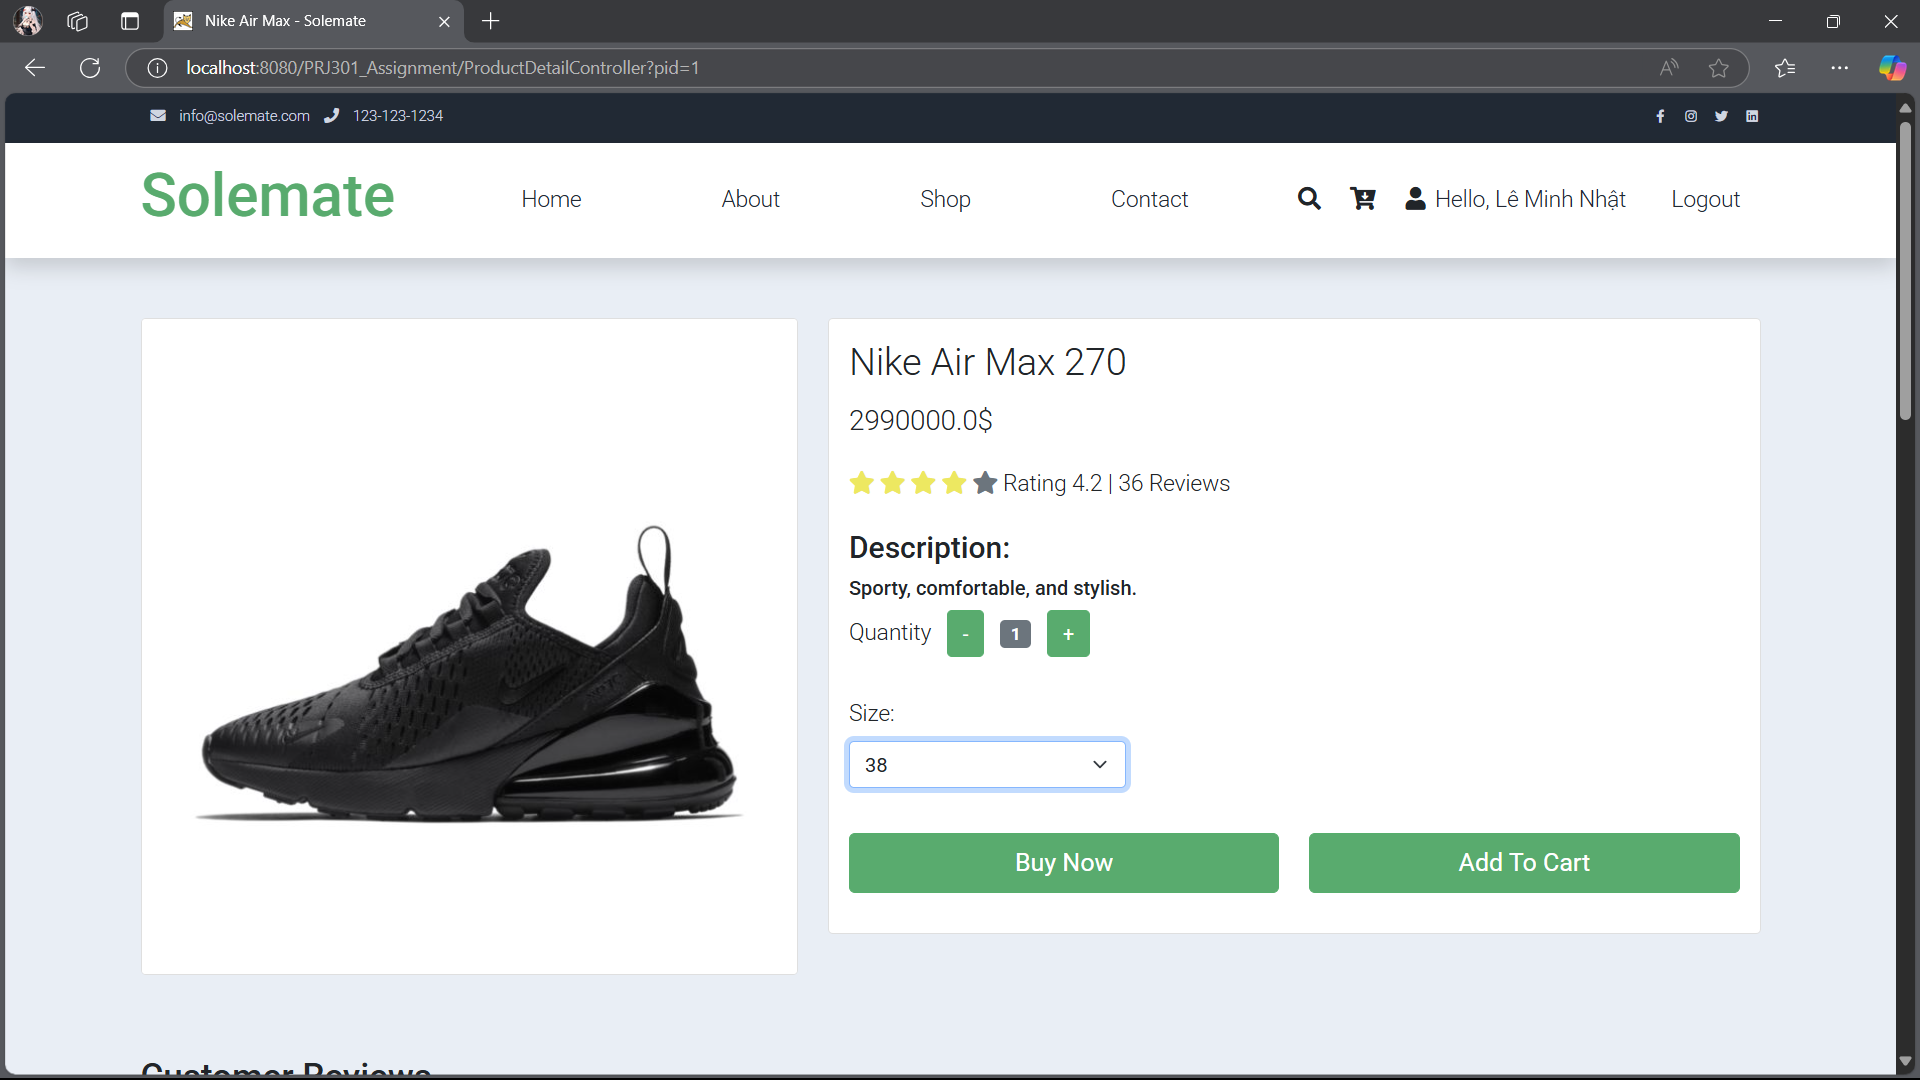 Nike Air Max - Solemate
localhost:8080/PRJ301_Assignment/ProductDetailController?pid=1
info@solemate.com 123-123-1234
Solemate Home About Shop Contact Hello, Lê Minh Nhật Logout
Nike Air Max 270
2990000.0$
Rating 4.2 | 36 Reviews
Description:
Sporty, comfortable, and stylish.
Quantity - 1 +
Size:
38
Buy Now Add To Cart
Customer Reviews